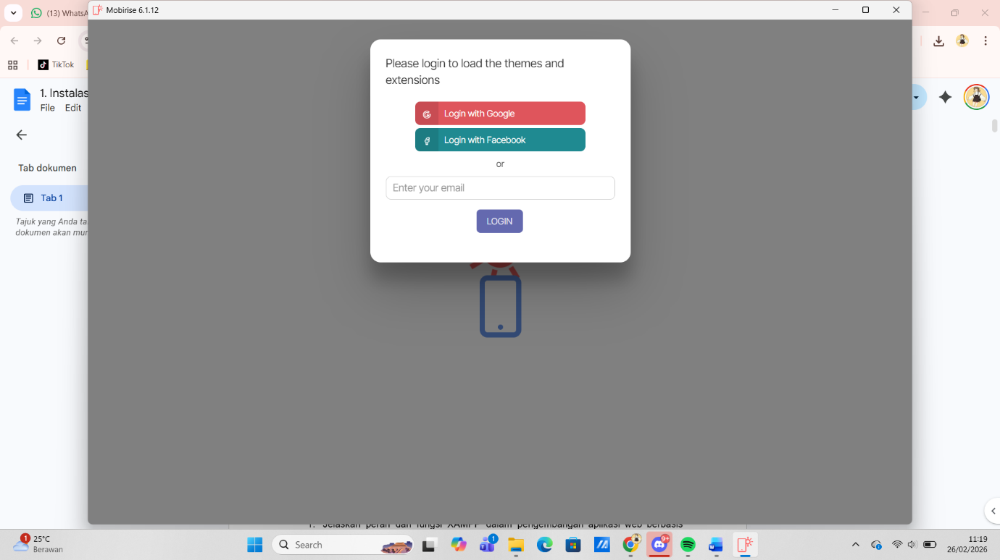 (13) WhatsA
Mobirise 6.1.12
TikTok
1. Instalas
File Edit
Tab dokumen
Tab 1
Tajuk yang Anda ta
dokumen akan mun
Please login to load the themes and
extensions
Login with Google
Login with Facebook
or
Enter your email
LOGIN
1. Jelaskan peran dan fungsi XAMPP dalam pengembangan aplikasi web berbasis
1
25°C
Berawan
Search
1
9+
11:19
26/02/2026